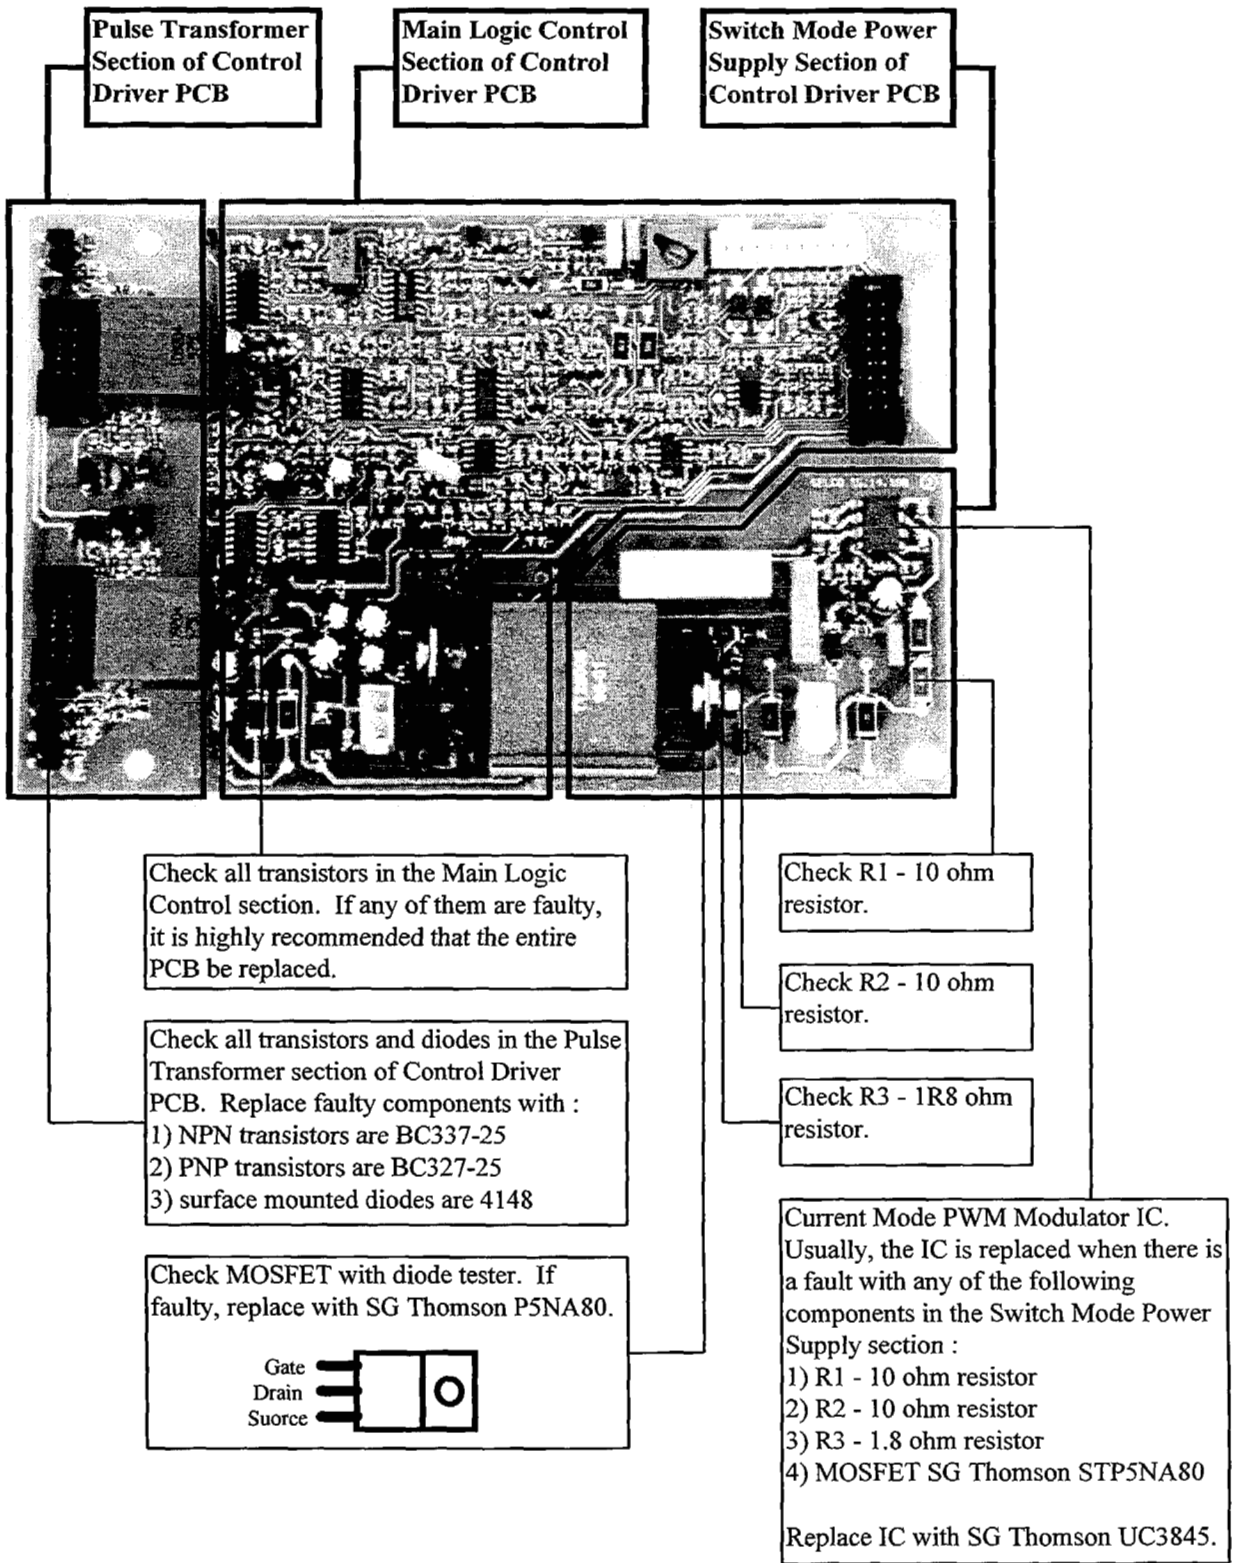 Pulse Transformer
Section of Control
Driver PCB
Main Logic Control
Section of Control
Driver PCB
Switch Mode Power
Supply Section of
Control Driver PCB
Check all transistors in the Main Logic
Control section. If any of them are faulty,
it is highly recommended that the entire
PCB be replaced.
Check all transistors and diodes in the Pulse
Transformer section of Control Driver
PCB. Replace faulty components with :
1) NPN transistors are BC337-25
2) PNP transistors are BC327-25
3) surface mounted diodes are 4148
Check MOSFET with diode tester. If
faulty, replace with SG Thomson P5NA80.
Gate
Drain
Suorce
Check R1 - 10 ohm
resistor.
Check R2 - 10 ohm
resistor.
Check R3 - 1R8 ohm
resistor.
Current Mode PWM Modulator IC.
Usually, the IC is replaced when there is
a fault with any of the following
components in the Switch Mode Power
Supply section :
1) R1 - 10 ohm resistor
2) R2 - 10 ohm resistor
3) R3 - 1.8 ohm resistor
4) MOSFET SG Thomson STP5NA80
Replace IC with SG Thomson UC3845.